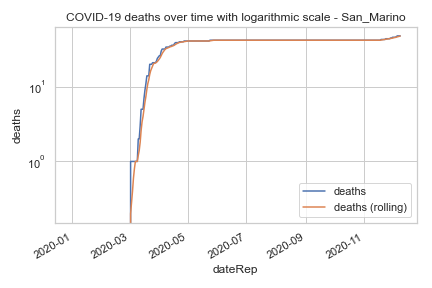 COVID-19 deaths over time with logarithmic scale - San_Marino
deaths
10¹
10⁰
deaths
deaths (rolling)
2020-01
2020-03
2020-05
2020-07
2020-09
2020-11
dateRep